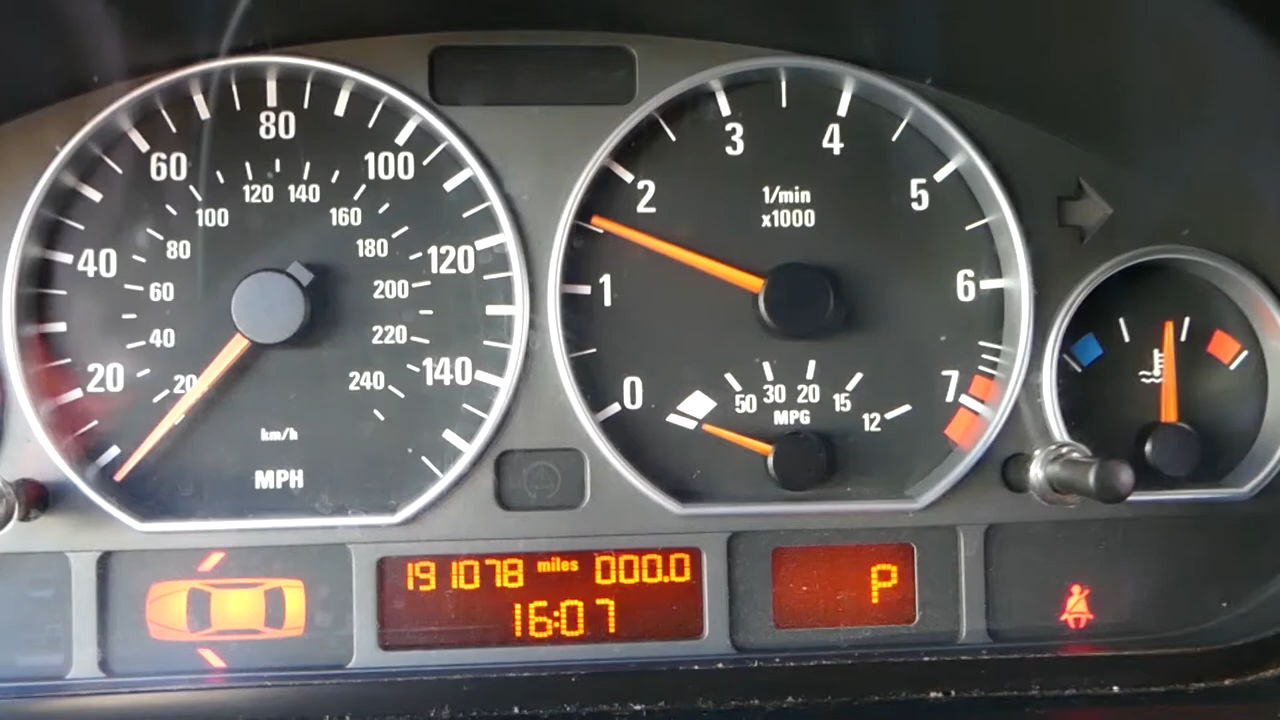 20 40 60 80 100 120 140
20 40 60 80 100 120 140 160 180 200 220 240
km/h
MPH
0 1 2 3 4 5 6 7
1/min
x1000
50 30 20 15 12
MPG
191078 miles 000.0
16:07
P